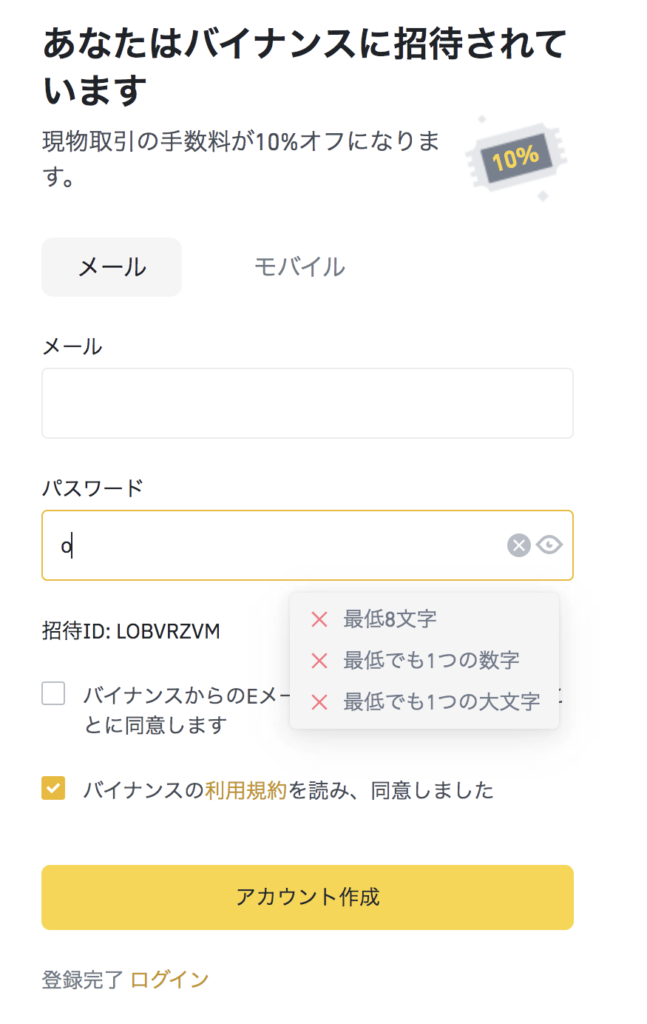 あなたはバイナンスに招待されて
います
現物取引の手数料が10%オフになりま
す。
10%
メール
モバイル
メール
パスワード
o
最低8文字
最低でも1つの数字
最低でも1つの大文字
招待ID: LOBVRZVM
バイナンスからのEメー
とに同意します
バイナンスの利用規約を読み、同意しました
アカウント作成
登録完了 ログイン